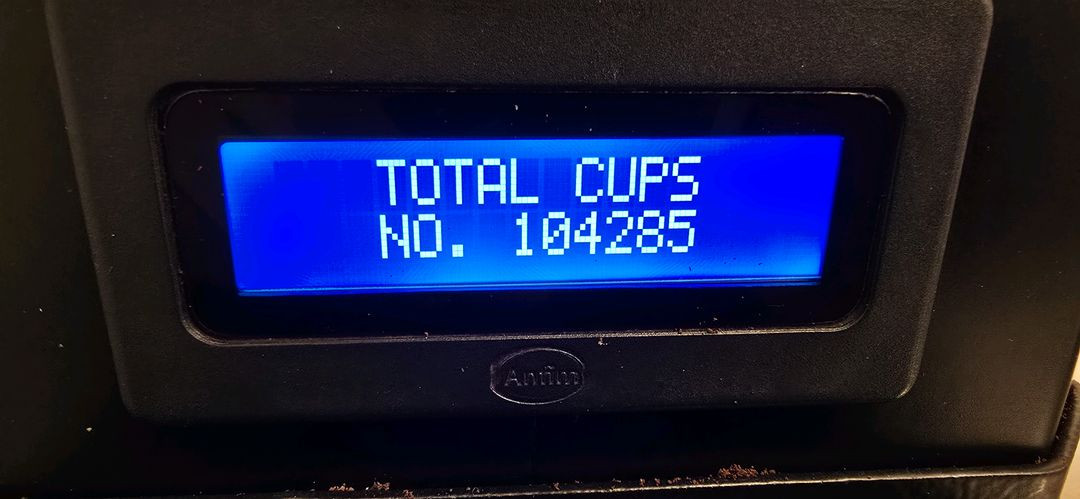 TOTAL CUPS
NO. 104285
Anfim